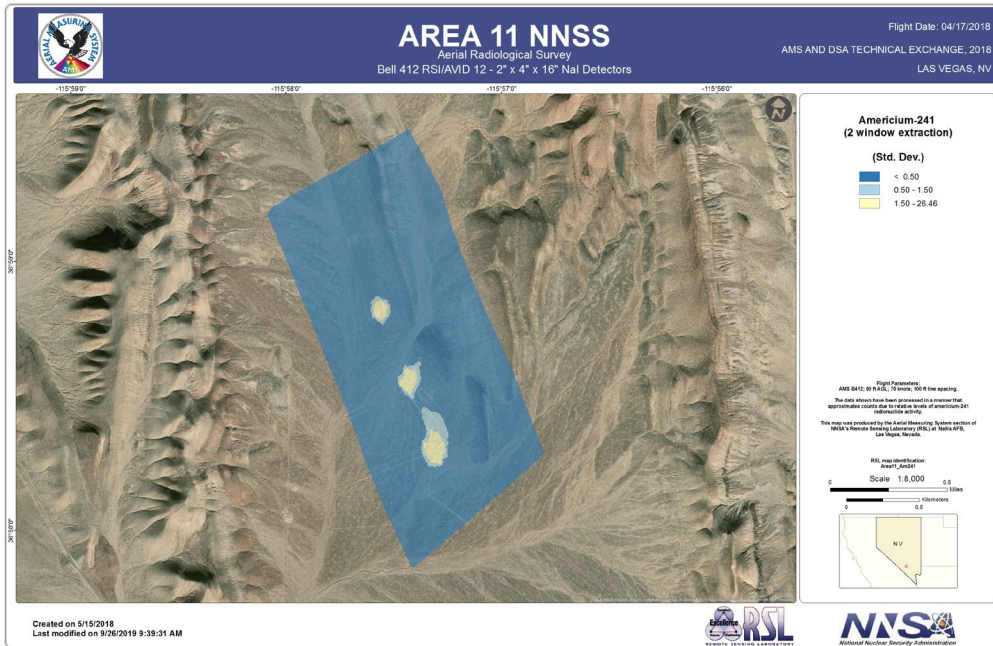 AERIAL MEASURING SYSTEM
AMS
AREA 11 NNSS
Aerial Radiological Survey
Bell 412 RSI/AVID 12 - 2" x 4" x 16" NaI Detectors
Flight Date: 04/17/2018
AMS AND DSA TECHNICAL EXCHANGE, 2018
LAS VEGAS, NV
-115°59'0"
-115°58'0"
-115°57'0"
-115°56'0"
36°59'0"
36°58'0"
N
Americium-241
(2 window extraction)
(Std. Dev.)
< 0.50
0.50 - 1.50
1.50 - 26.46
Flight Parameters:
AMS B412; 50 ft AGL; 70 knots; 100 ft line spacing.
The data shown have been processed in a manner that
approximates counts due to relative levels of americium-241
radionuclide activity.
This map was produced by the Aerial Measuring System section of
NNSA's Remote Sensing Laboratory (RSL) at Nellis AFB,
Las Vegas, Nevada.
RSL map identification:
Area11_Am241
Scale 1:8,000
0 0.5
Miles
Kilometers
0 0.5
NV
Created on 5/15/2018
Last modified on 9/26/2019 9:39:31 AM
Excellence
RSL
REMOTE SENSING LABORATORY
NNSA
National Nuclear Security Administration